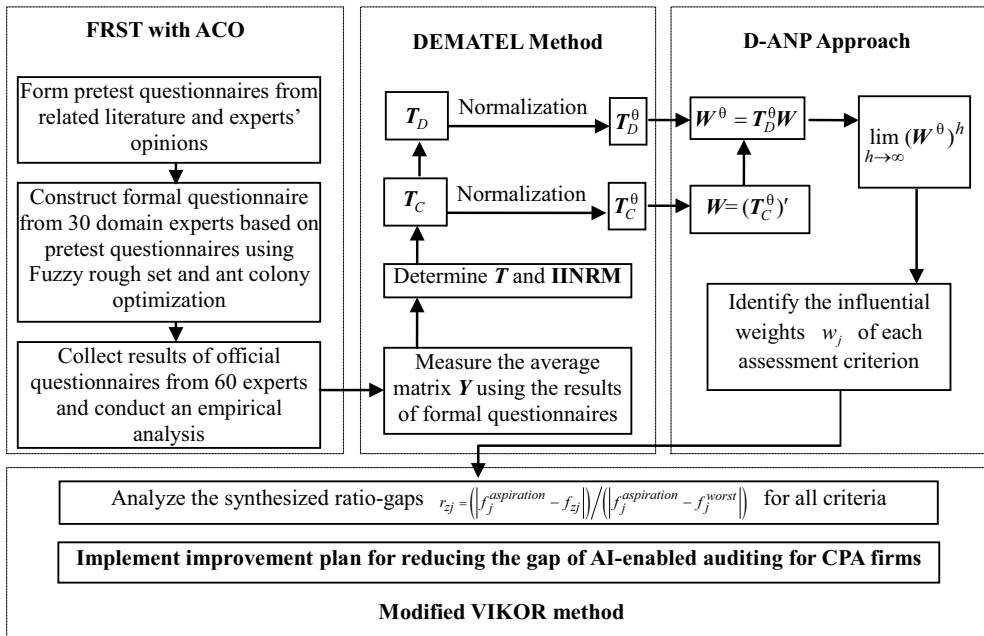 FRST with ACO
Form pretest questionnaires from
related literature and experts’
opinions
Construct formal questionnaire
from 30 domain experts based on
pretest questionnaires using
Fuzzy rough set and ant colony
optimization
Collect results of official
questionnaires from 60 experts
and conduct an empirical
analysis
DEMATEL Method
T_D
Normalization
T_D^θ
T_C
Normalization
T_C^θ
Determine T and IINRM
Measure the average
matrix Y using the results
of formal questionnaires
D-ANP Approach
W^θ = T_D^θ W
lim_{h→∞} (W^θ)^h
W = (T_C^θ)′
Identify the influential
weights w_j of each
assessment criterion
Analyze the synthesized ratio-gaps r_{zj} = (|f_j^{aspiration} − f_{zj}|)/(|f_j^{aspiration} − f_j^{worst}|) for all criteria
Implement improvement plan for reducing the gap of AI-enabled auditing for CPA firms
Modified VIKOR method